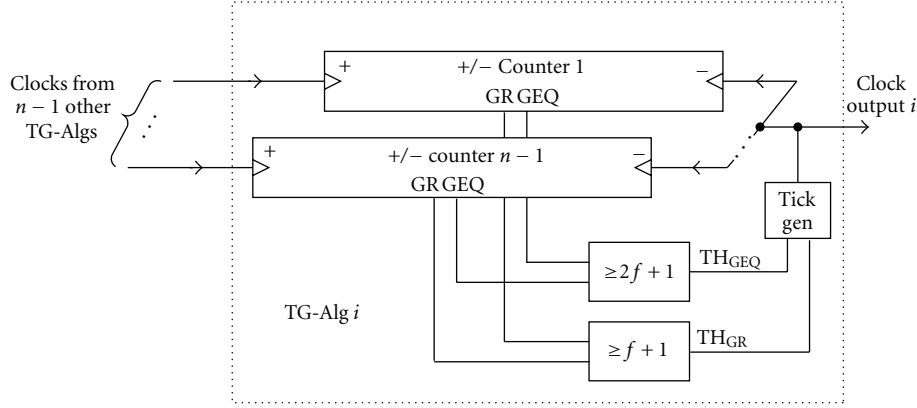 Clocks from
n − 1 other
TG-Algs
+
+/− Counter 1
−
GR GEQ
+
+/− counter n − 1
−
GR GEQ
Clock
output i
Tick
gen
≥2f + 1
TH_GEQ
TG-Alg i
≥ f + 1
TH_GR